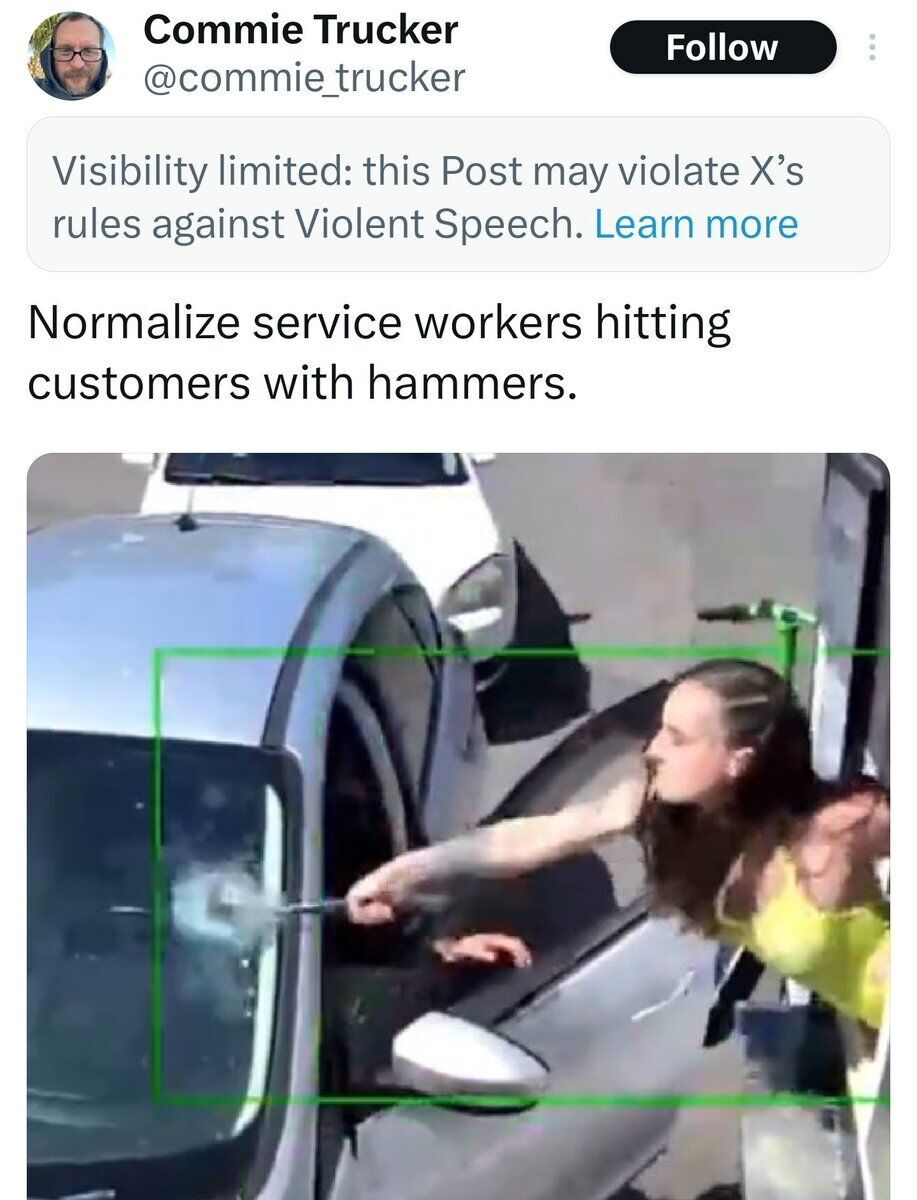 Commie Trucker
Follow
@commie_trucker
Visibility limited: this Post may violate X’s
rules against Violent Speech. Learn more
Normalize service workers hitting
customers with hammers.